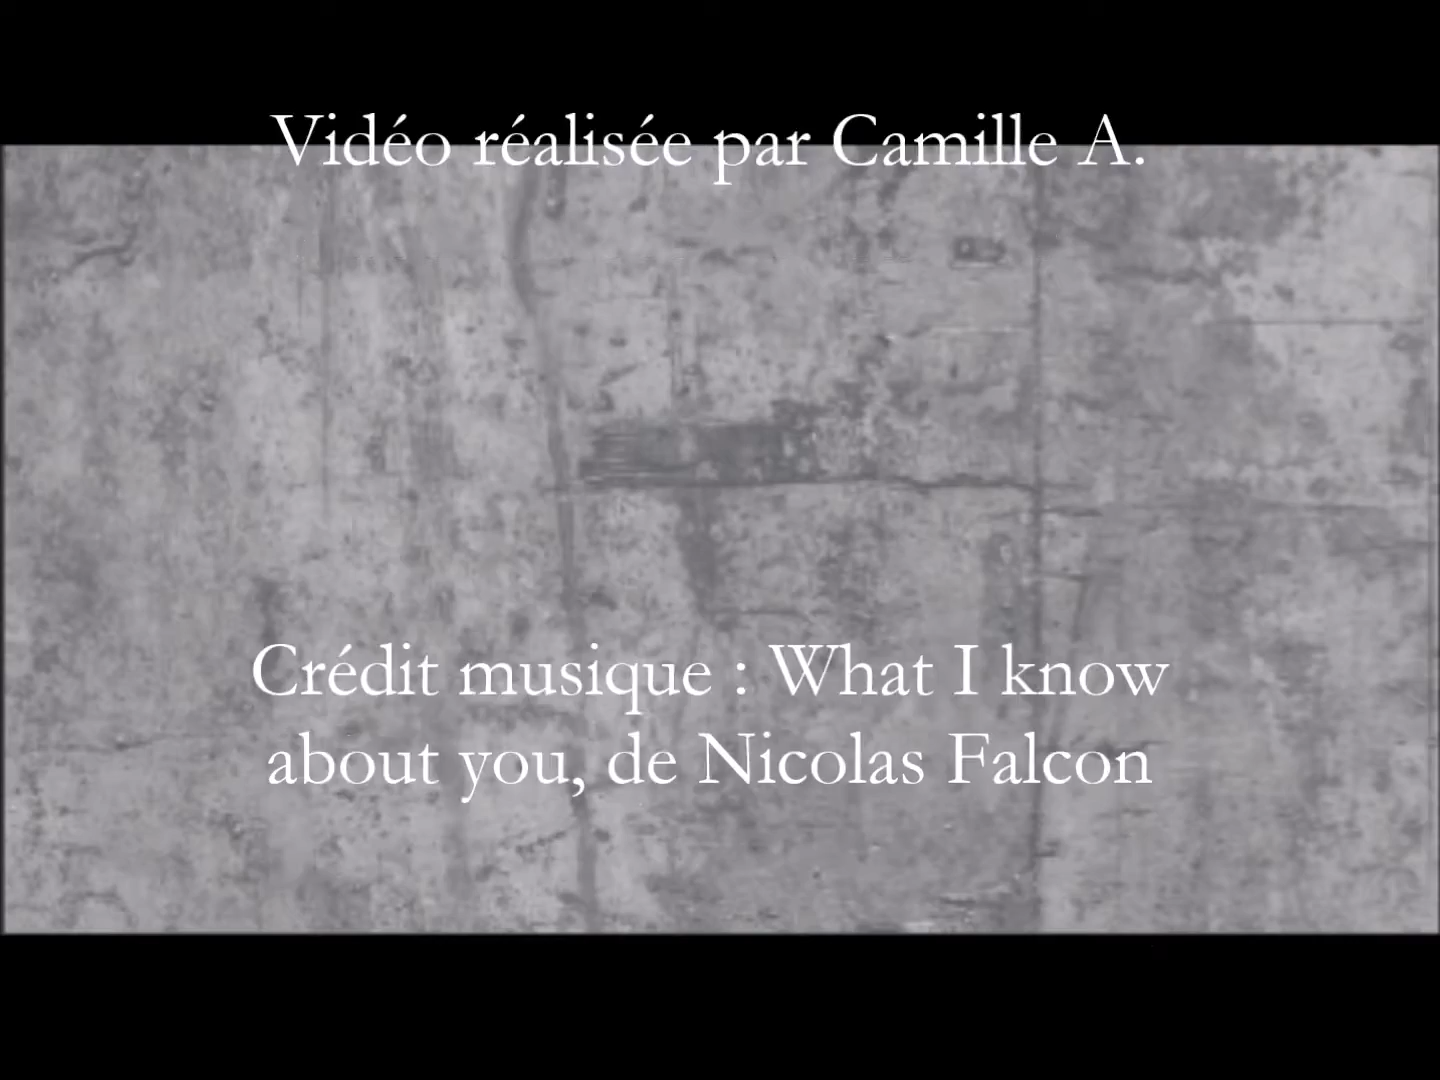 Vidéo réalisée par Camille A.
Crédit musique : What I know
about you, de Nicolas Falcon